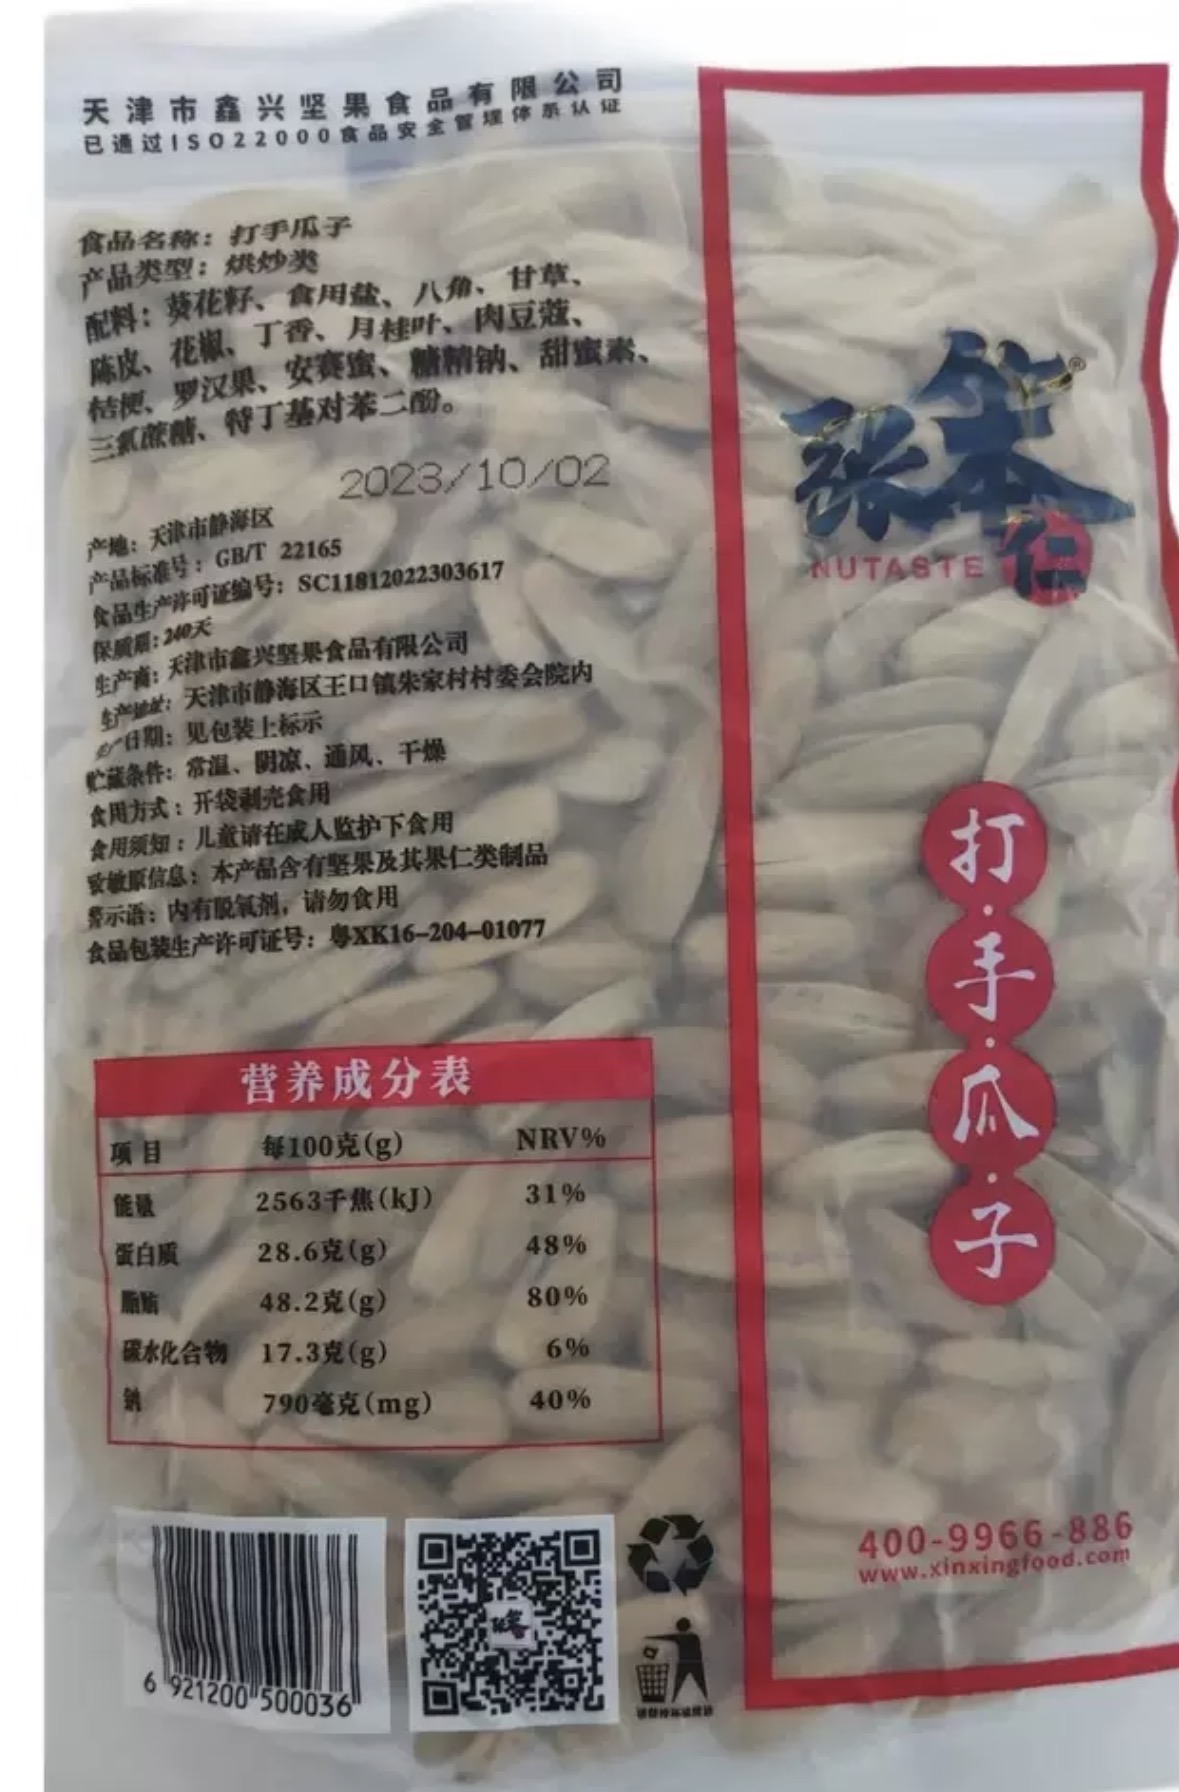 天津市鑫兴坚果食品有限公司
已通过ISO22000食品安全管理体系认证
食品名称：打手瓜子
产品类型：烘炒类
配料：葵花籽、食用盐、八角、甘草、
陈皮、花椒、丁香、月桂叶、肉豆蔻、
桔梗、罗汉果、安赛蜜、糖精钠、甜蜜素、
三氯蔗糖、特丁基对苯二酚。
2023/10/02
产地：天津市静海区
产品标准号：GB/T 22165
食品生产许可证编号：SC11812022303617
保质期：240天
生产商：天津市鑫兴坚果食品有限公司
生产地址：天津市静海区王口镇朱家村村委会院内
生产日期：见包装上标示
贮藏条件：常温、阴凉、通风、干燥
食用方式：开袋剥壳食用
食用须知：儿童请在成人监护下食用
致敏原信息：本产品含有坚果及其果仁类制品
警示语：内有脱氧剂，请勿食用
食品包装生产许可证号：粤XK16-204-01077
营养成分表
项目 每100克(g) NRV%
能量 2563千焦(kJ) 31%
蛋白质 28.6克(g) 48%
脂肪 48.2克(g) 80%
碳水化合物 17.3克(g) 6%
钠 790毫克(mg) 40%
6 921200 500036
仁
®
NUTASTE
打·手·瓜·子
400-9966-886
www.xinxingfood.com